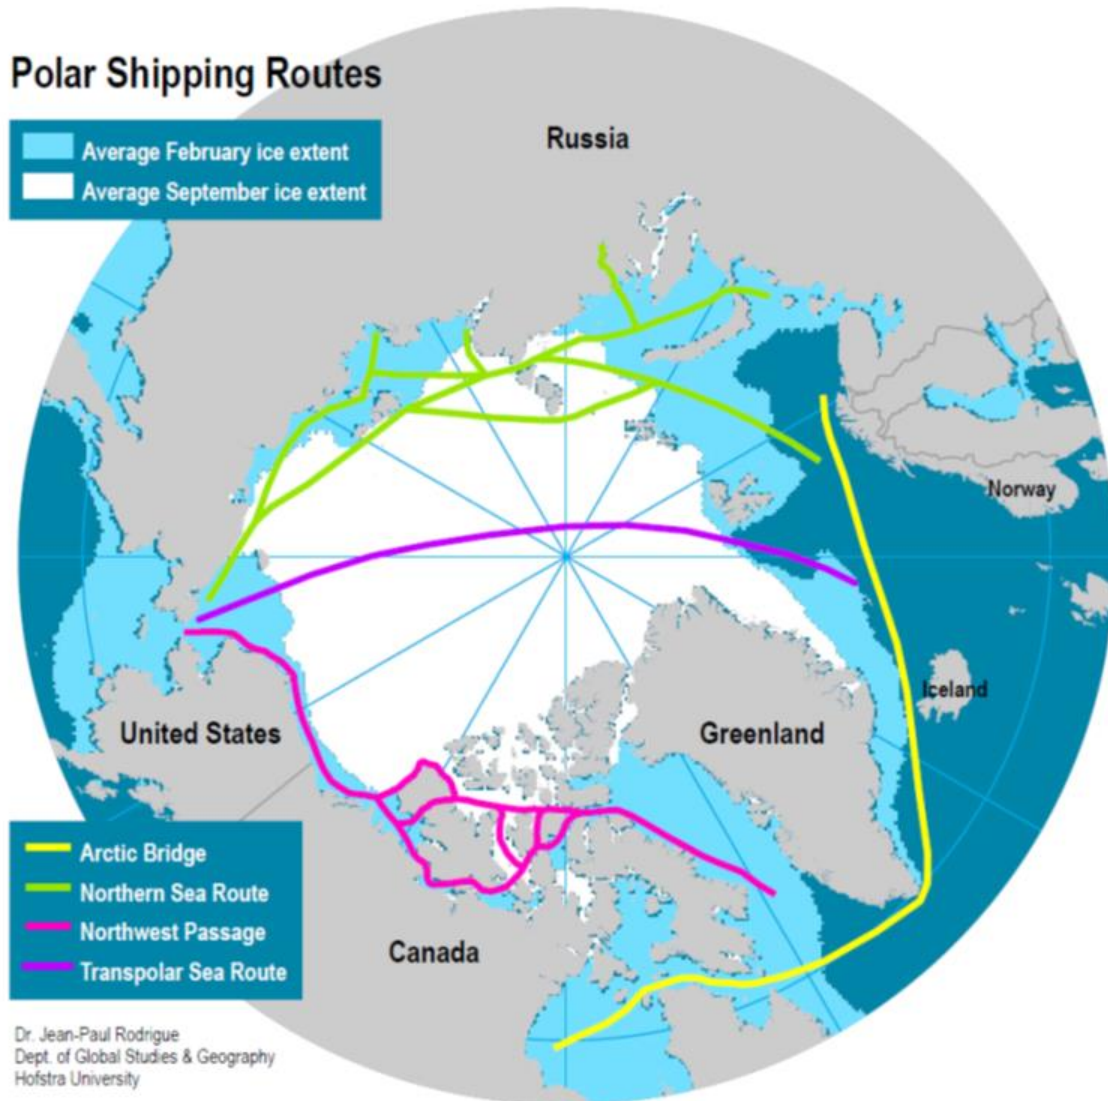 Polar Shipping Routes
Average February ice extent
Average September ice extent
Russia
Norway
Iceland
United States
Greenland
Canada
Arctic Bridge
Northern Sea Route
Northwest Passage
Transpolar Sea Route
Dr. Jean-Paul Rodrigue
Dept. of Global Studies & Geography
Hofstra University